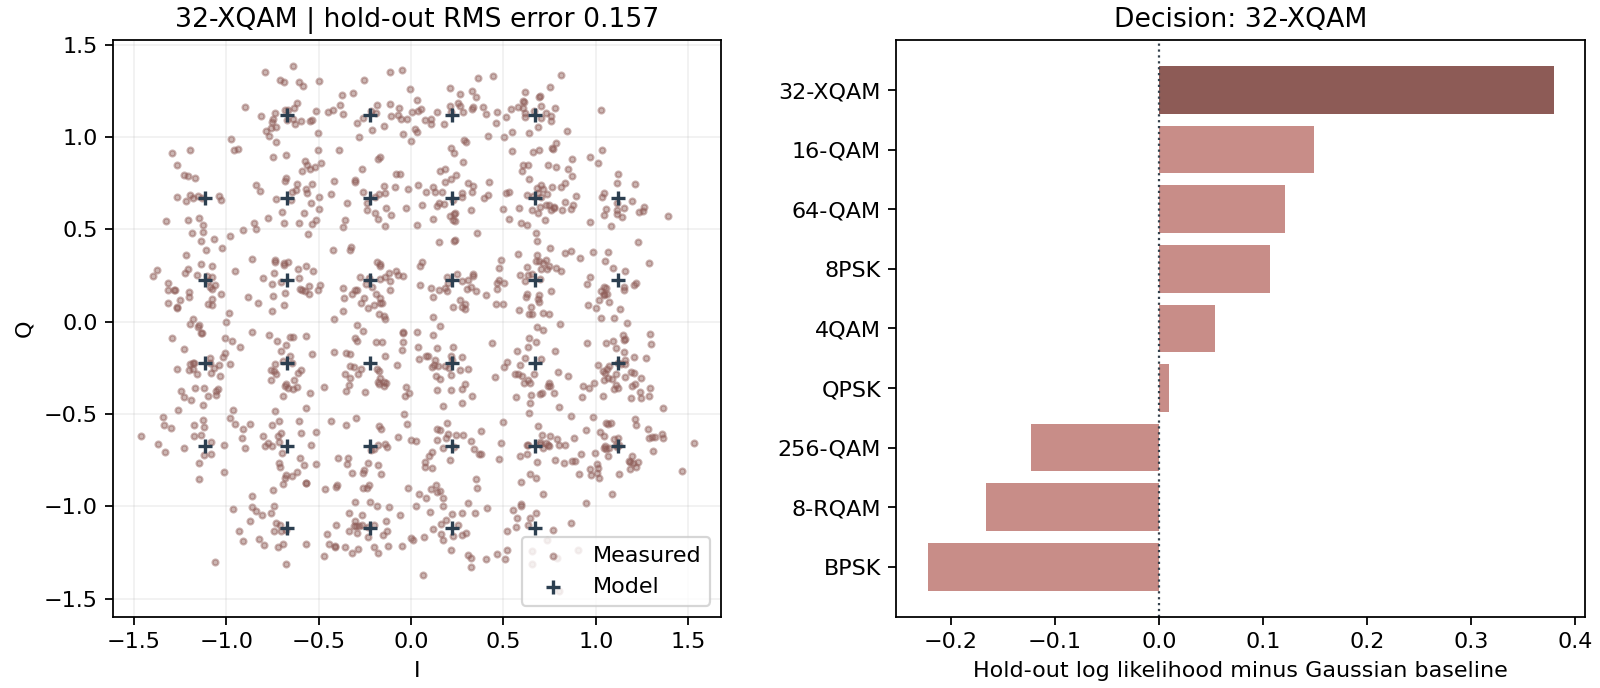 32-XQAM | hold-out RMS error 0.157
1.5
1.0
0.5
0.0
−0.5
−1.0
−1.5
Q
−1.5 −1.0 −0.5 0.0 0.5 1.0 1.5
I
Measured
Model
Decision: 32-XQAM
32-XQAM
16-QAM
64-QAM
8PSK
4QAM
QPSK
256-QAM
8-RQAM
BPSK
−0.2 −0.1 0.0 0.1 0.2 0.3 0.4
Hold-out log likelihood minus Gaussian baseline